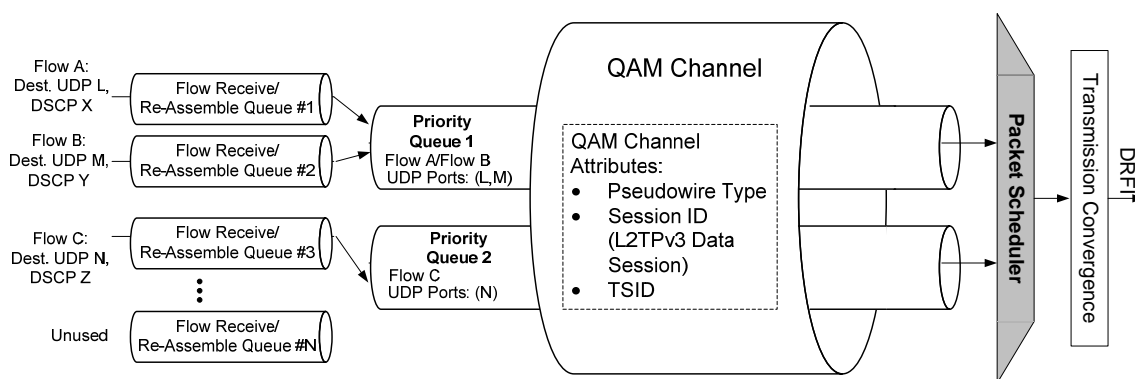 Flow A:
Dest. UDP L,
DSCP X
Flow Receive/
Re-Assemble Queue #1
Flow B:
Dest. UDP M,
DSCP Y
Flow Receive/
Re-Assemble Queue #2
Flow C:
Dest. UDP N,
DSCP Z
Flow Receive/
Re-Assemble Queue #3
Unused
Flow Receive/
Re-Assemble Queue #N
Priority
Queue 1
Flow A/Flow B
UDP Ports: (L,M)
Priority
Queue 2
Flow C
UDP Ports: (N)
QAM Channel
QAM Channel
Attributes:
• Pseudowire Type
• Session ID
(L2TPv3 Data
Session)
• TSID
Packet Scheduler
Transmission Convergence
DRFIT